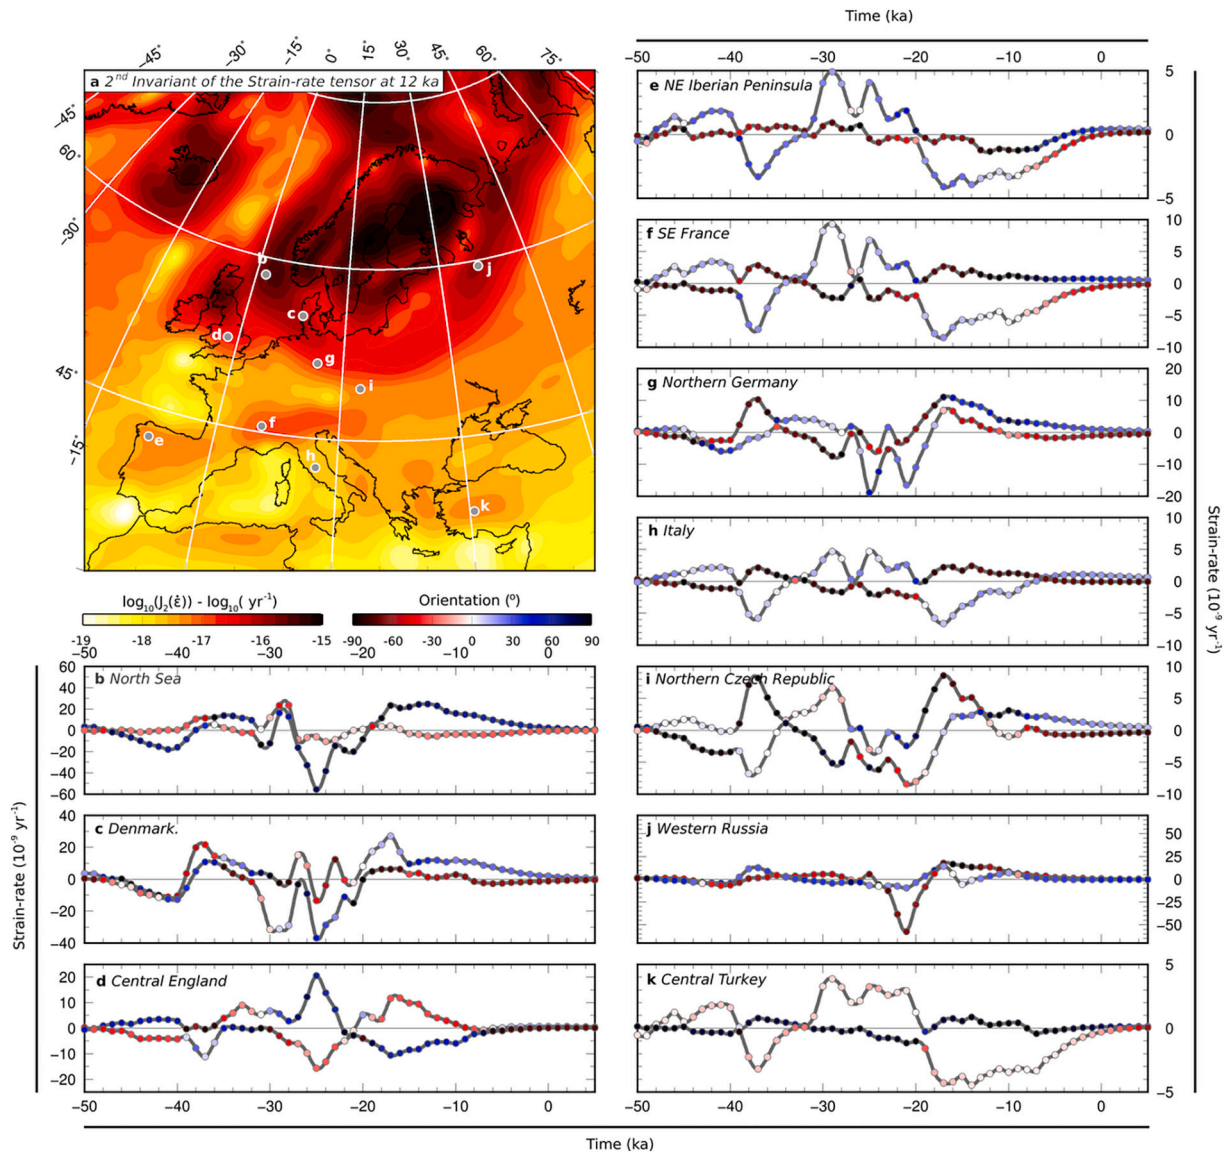 Time (ka)
-50 -40 -30 -20 -10 0
-45° -30° -15° 0° 15° 30° 45° 60° 75°
a 2nd Invariant of the Strain-rate tensor at 12 ka
-45°
60°
-30°
45°
-15°
b
c
d
e
f
g
h
i
j
k
log10(J2(ε̇)) - log10( yr-1)
-19 -18 -17 -16 -15
Orientation (º)
-90 -60 -30 0 30 60 90
−50 −40 −30 −20 −10 0
b North Sea
60
40
20
0
−20
−40
−60
c Denmark.
40
20
0
−20
−40
d Central England
20
10
0
−10
−20
−50 −40 −30 −20 −10 0
Strain-rate (10-9 yr-1)
e NE Iberian Peninsula
5
0
−5
f SE France
10
5
0
−5
−10
g Northern Germany
20
10
0
−10
−20
h Italy
10
5
0
−5
−10
i Northern Czech Republic
10
5
0
−5
−10
j Western Russia
50
25
0
−25
−50
k Central Turkey
5
0
−5
−50 −40 −30 −20 −10 0
Strain-rate (10-9 yr-1)
Time (ka)